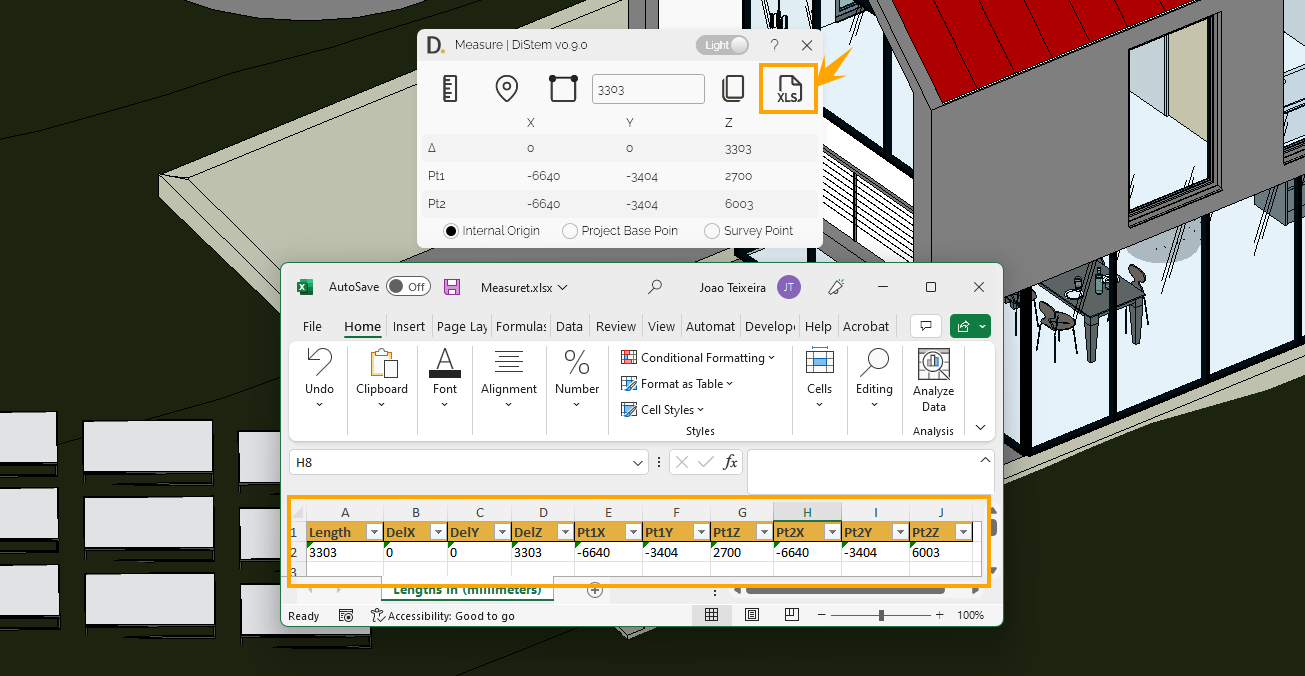 D. Measure | DiStem v0.9.0 Light ?
3303 XLS
X Y Z
Δ 0 0 3303
Pt1 -6640 -3404 2700
Pt2 -6640 -3404 6003
Internal Origin Project Base Poin Survey Point
AutoSave Off Measuret.xlsx Joao Teixeira JT
File Home Insert Page Lay Formulas Data Review View Automat Develop Help Acrobat
Undo Clipboard Font Alignment Number
Conditional Formatting
Format as Table
Cell Styles
Styles
Cells Editing Analyze
Data
Analysis
H8 fx
A B C D E F G H I J
1 Length DelX DelY DelZ Pt1X Pt1Y Pt1Z Pt2X Pt2Y Pt2Z
2 3303 0 0 3303 -6640 -3404 2700 -6640 -3404 6003
3
Lengths in (millimeters)
Ready Accessibility: Good to go 100%